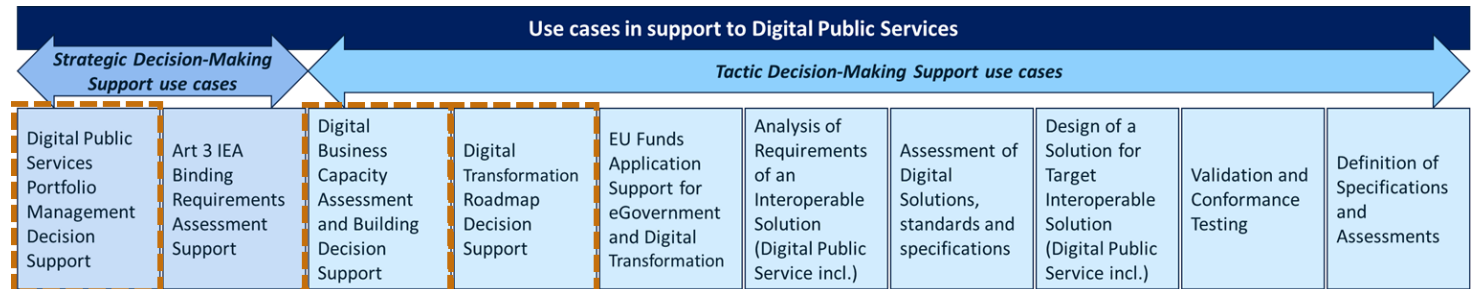 Use cases in support to Digital Public Services
Strategic Decision-Making
Support use cases
Tactic Decision-Making Support use cases
Digital Public
Services
Portfolio
Management
Decision
Support
Art 3 IEA
Binding
Requirements
Assessment
Support
Digital
Business
Capacity
Assessment
and Building
Decision
Support
Digital
Transformation
Roadmap
Decision
Support
EU Funds
Application
Support for
eGovernment
and Digital
Transformation
Analysis of
Requirements
of an
Interoperable
Solution
(Digital Public
Service incl.)
Assessment of
Digital
Solutions,
standards and
specifications
Design of a
Solution for
Target
Interoperable
Solution
(Digital Public
Service incl.)
Validation and
Conformance
Testing
Definition of
Specifications
and
Assessments